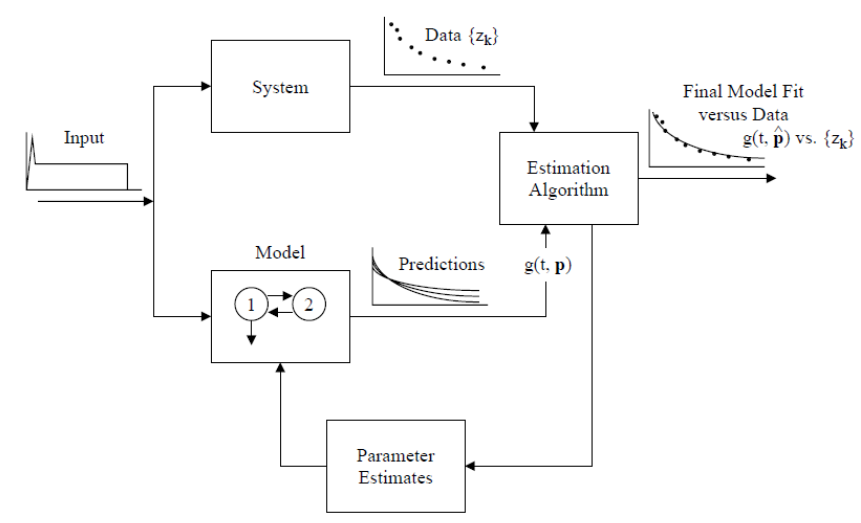 Data {zk}
System
Final Model Fit
versus Data
g(t, p̂) vs. {zk}
Input
Estimation
Algorithm
Model
Predictions
g(t, p)
1
2
Parameter
Estimates